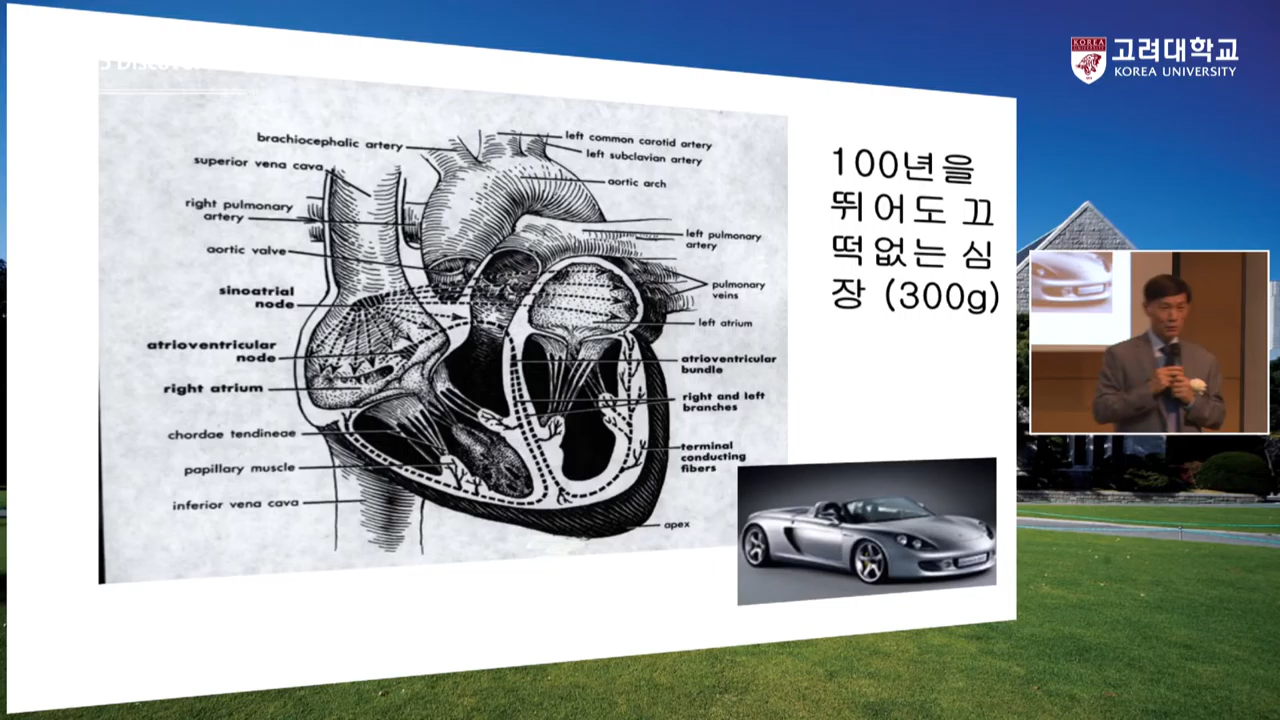 KOREA
고려대학교
KOREA UNIVERSITY
100년을
뛰어도 끄
떡없는 심
장 (300g)
brachiocephalic artery
superior vena cava
right pulmonary
artery
aortic valve
sinoatrial
node
atrioventricular
node
right atrium
chordae tendineae
papillary muscle
inferior vena cava
left common carotid artery
left subclavian artery
aortic arch
left pulmonary
artery
pulmonary
veins
left atrium
atrioventricular
bundle
right and left
branches
terminal
conducting
fibers
apex